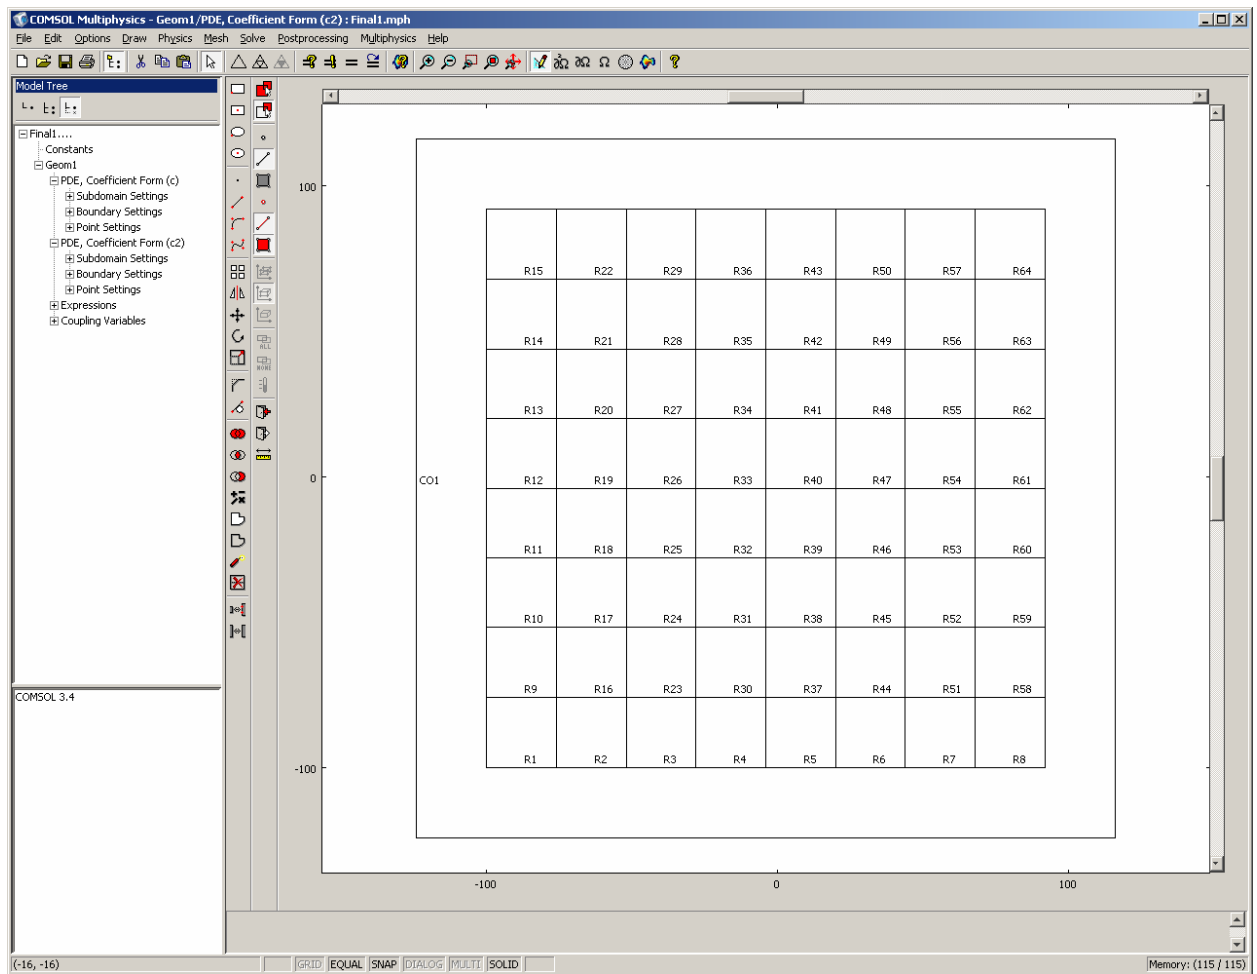 COMSOL Multiphysics - Geom1/PDE, Coefficient Form (c2) : Final1.mph
File Edit Options Draw Physics Mesh Solve Postprocessing Multiphysics Help
Model Tree
Final1....
Constants
Geom1
PDE, Coefficient Form (c)
Subdomain Settings
Boundary Settings
Point Settings
PDE, Coefficient Form (c2)
Subdomain Settings
Boundary Settings
Point Settings
Expressions
Coupling Variables
COMSOL 3.4
ALL
NONE
100
R15 R22 R29 R36 R43 R50 R57 R64
R14 R21 R28 R35 R42 R49 R56 R63
R13 R20 R27 R34 R41 R48 R55 R62
0
CO1 R12 R19 R26 R33 R40 R47 R54 R61
R11 R18 R25 R32 R39 R46 R53 R60
R10 R17 R24 R31 R38 R45 R52 R59
R9 R16 R23 R30 R37 R44 R51 R58
R1 R2 R3 R4 R5 R6 R7 R8
-100
-100 0 100
(-16, -16) GRID EQUAL SNAP DIALOG MULTI SOLID Memory: (115 / 115)